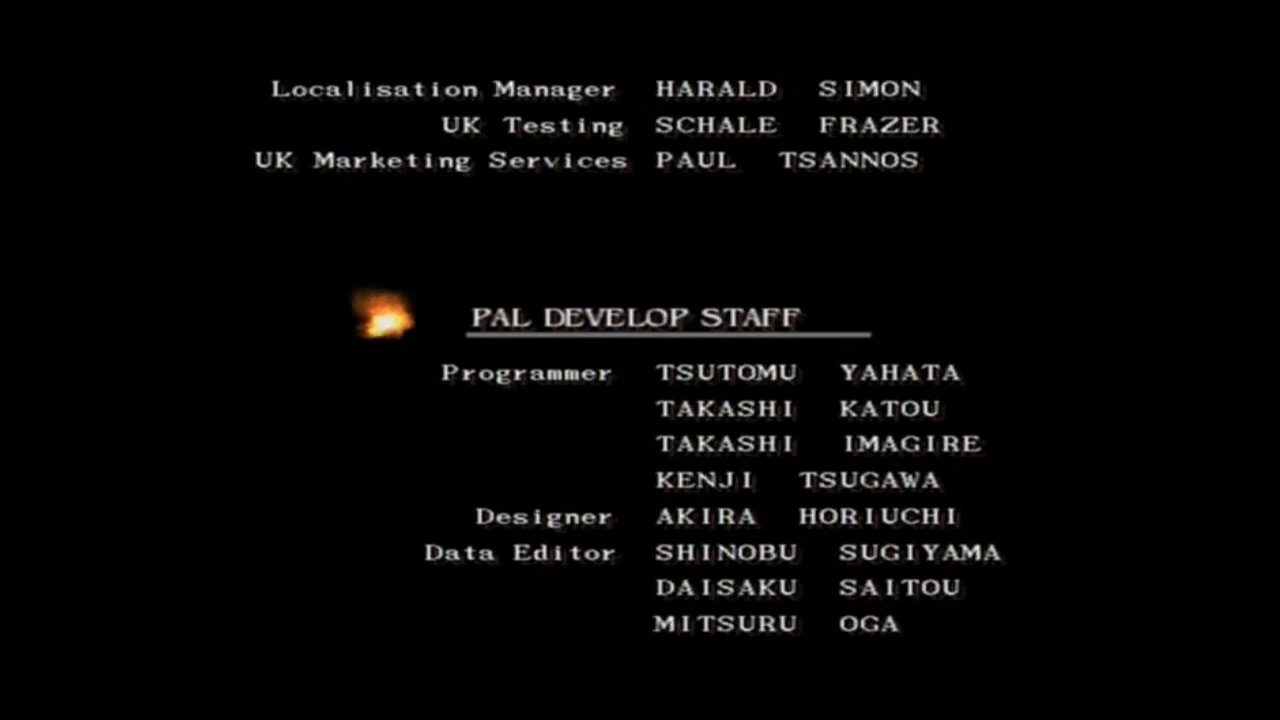 Localisation Manager HARALD SIMON
UK Testing SCHALE FRAZER
UK Marketing Services PAUL TSANNOS
PAL DEVELOP STAFF
Programmer TSUTOMU YAHATA
TAKASHI KATOU
TAKASHI IMAGIRE
KENJI TSUGAWA
Designer AKIRA HORIUCHI
Data Editor SHINOBU SUGIYAMA
DAISAKU SAITOU
MITSURU OGA